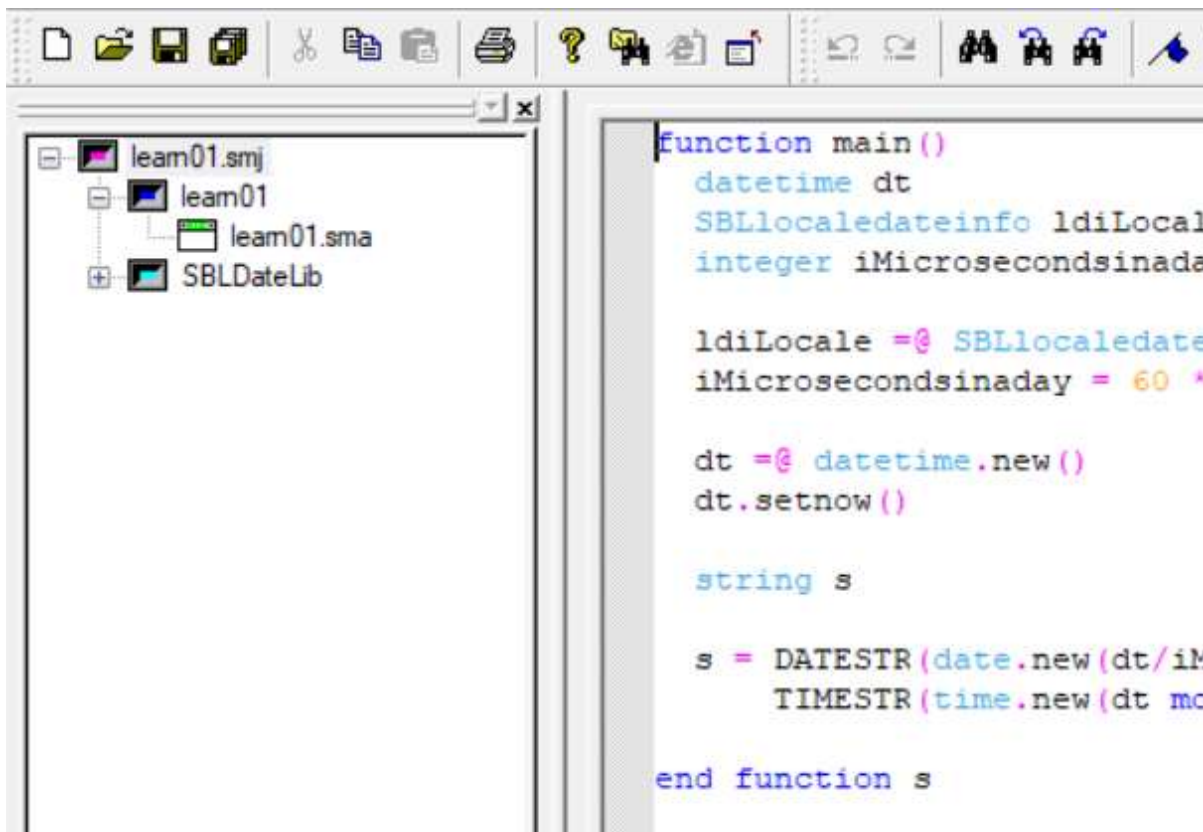 learn01.smj
learn01
learn01.sma
SBLDateLib
function main()
datetime dt
SBLlocaledateinfo ldiLocal
integer iMicrosecondsinada
ldiLocale =@ SBLlocaledate
iMicrosecondsinaday = 60 *
dt =@ datetime.new()
dt.setnow()
string s
s = DATESTR(date.new(dt/iM
TIMESTR(time.new(dt mo
end function s